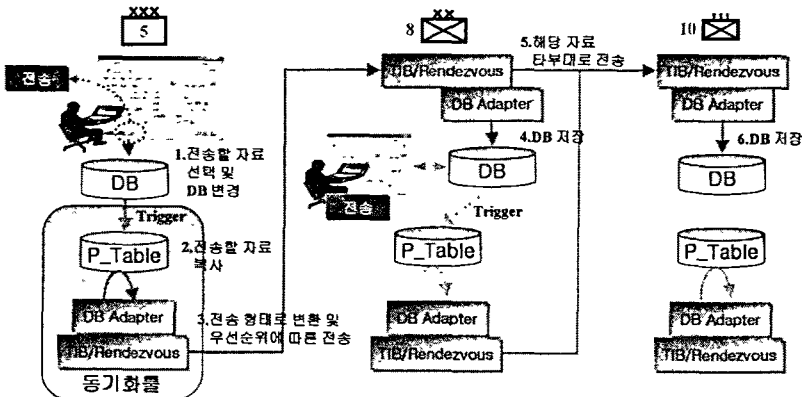 XXX
5
전송
1.전송할 자료
선택 및
DB 변경
DB
Trigger
P_Table
2.전송할 자료
복사
DB Adapter
TIB/Rendezvous
3.전송 형태로 변환 및
우선순위에 따른 전송
동기화툴
XX
8
TIB/Rendezvous
DB Adapter
4.DB 저장
DB
전송
Trigger
P_Table
DB Adapter
TIB/Rendezvous
5.해당 자료
타부대로 전송
III
10
TIB/Rendezvous
DB Adapter
6.DB 저장
DB
P_Table
DB Adapter
TIB/Rendezvous